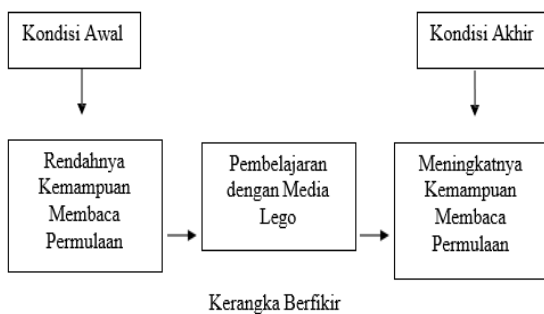 Kondisi Awal
Kondisi Akhir
Rendahnya
Kemampuan
Membaca
Permulaan
Pembelajaran
dengan Media
Lego
Meningkatnya
Kemampuan
Membaca
Permulaan
Kerangka Berfikir